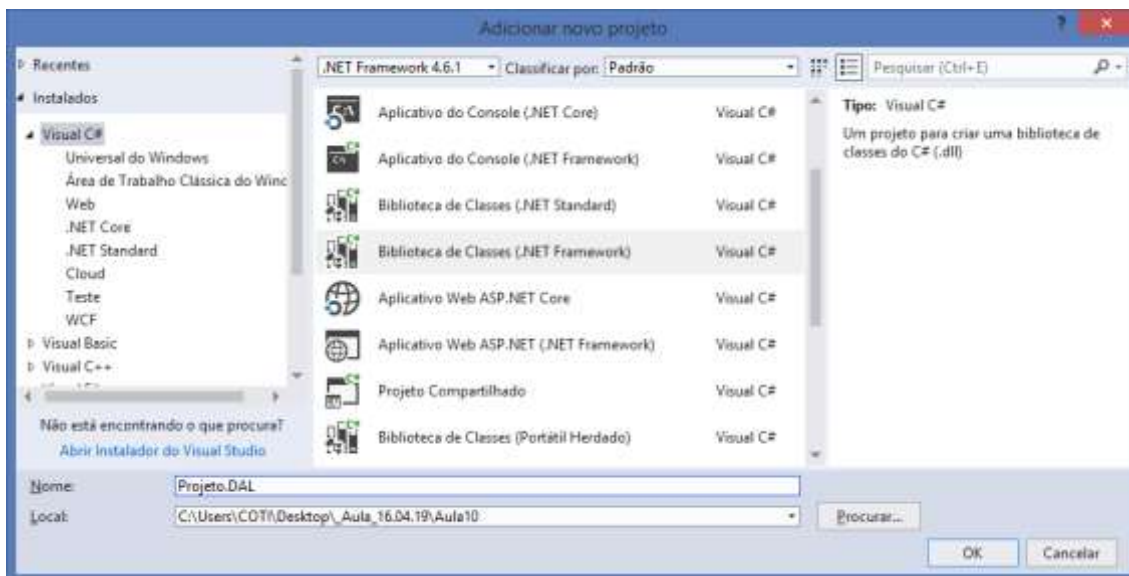 Adicionar novo projeto
?
Recentes
Instalados
Visual C#
Universal do Windows
Área de Trabalho Clássica do Winc
Web
.NET Core
.NET Standard
Cloud
Teste
WCF
Visual Basic
Visual C++
Não está encontrando o que procura?
Abrir Instalador do Visual Studio
.NET Framework 4.6.1 Classificar por: Padrão
Aplicativo do Console (.NET Core) Visual C#
Aplicativo do Console (.NET Framework) Visual C#
Biblioteca de Classes (.NET Standard) Visual C#
Biblioteca de Classes (.NET Framework) Visual C#
Aplicativo Web ASP.NET Core Visual C#
Aplicativo Web ASP.NET (.NET Framework) Visual C#
Projeto Compartilhado Visual C#
Biblioteca de Classes (Portátil Herdado) Visual C#
Pesquisar (Ctrl+E)
Tipo: Visual C#
Um projeto para criar uma biblioteca de
classes do C# (.dll)
Nome: Projeto.DAL
Local: C:\Users\COTI\Desktop\_Aula_16.04.19\Aula10
Procurar...
OK Cancelar